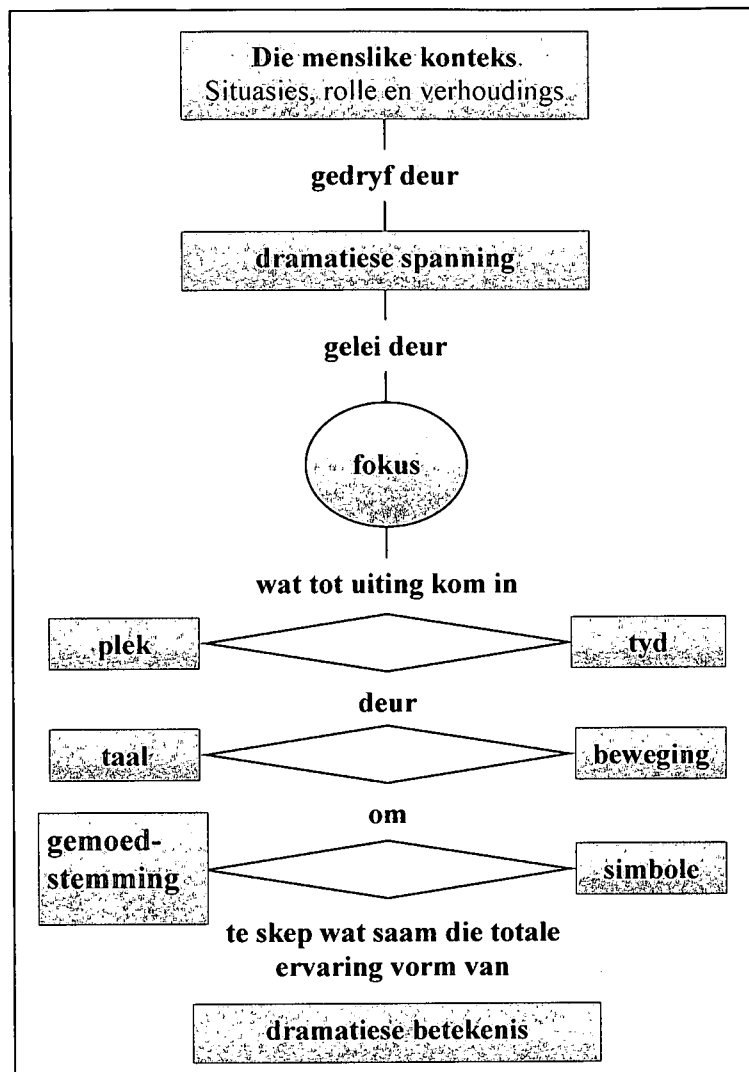 Die menslike konteks.
Situasies, rolle en verhoudings
gedryf deur
dramatiese spanning
gelei deur
fokus
wat tot uiting kom in
plek
tyd
deur
taal
beweging
om
gemoed-
stemming
simbole
te skep wat saam die totale
ervaring vorm van
dramatiese betekenis